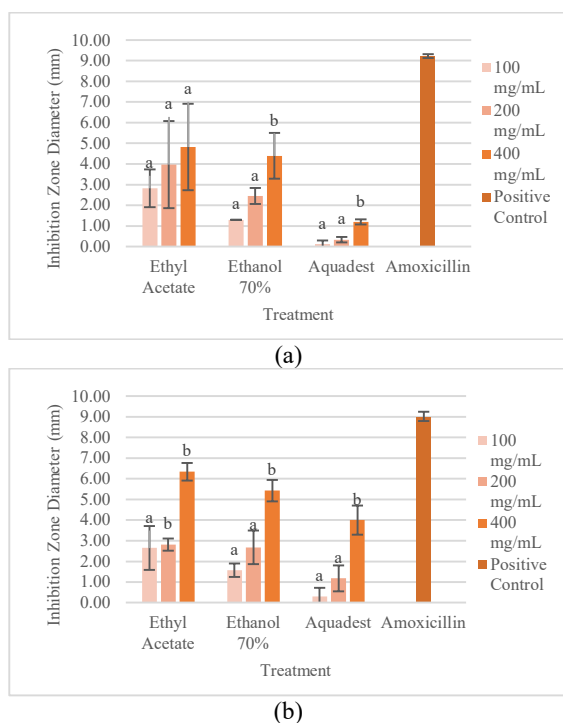 10.00
9.00
8.00
7.00
6.00
5.00
4.00
3.00
2.00
1.00
0.00
Inhibition Zone Diameter (mm)
a
a
a
a
a
b
a
a
b
Ethyl
Acetate
Ethanol
70%
Aquadest
Amoxicillin
Treatment
100
mg/mL
200
mg/mL
400
mg/mL
Positive
Control
(a)
10.00
9.00
8.00
7.00
6.00
5.00
4.00
3.00
2.00
1.00
0.00
Inhibition Zone Diameter (mm)
a
b
b
a
a
b
a
a
b
Ethyl
Acetate
Ethanol
70%
Aquadest
Amoxicillin
Treatment
100
mg/mL
200
mg/mL
400
mg/mL
Positive
Control
(b)